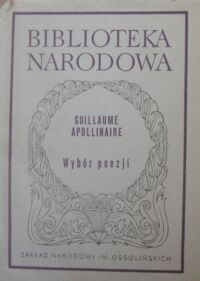 BIBLIOTEKA
NARODOWA
GUILLAUME
APOLLINAIRE
Wybór poezji
ZAKŁAD NARODOWY IM. OSSOLIŃSKICH